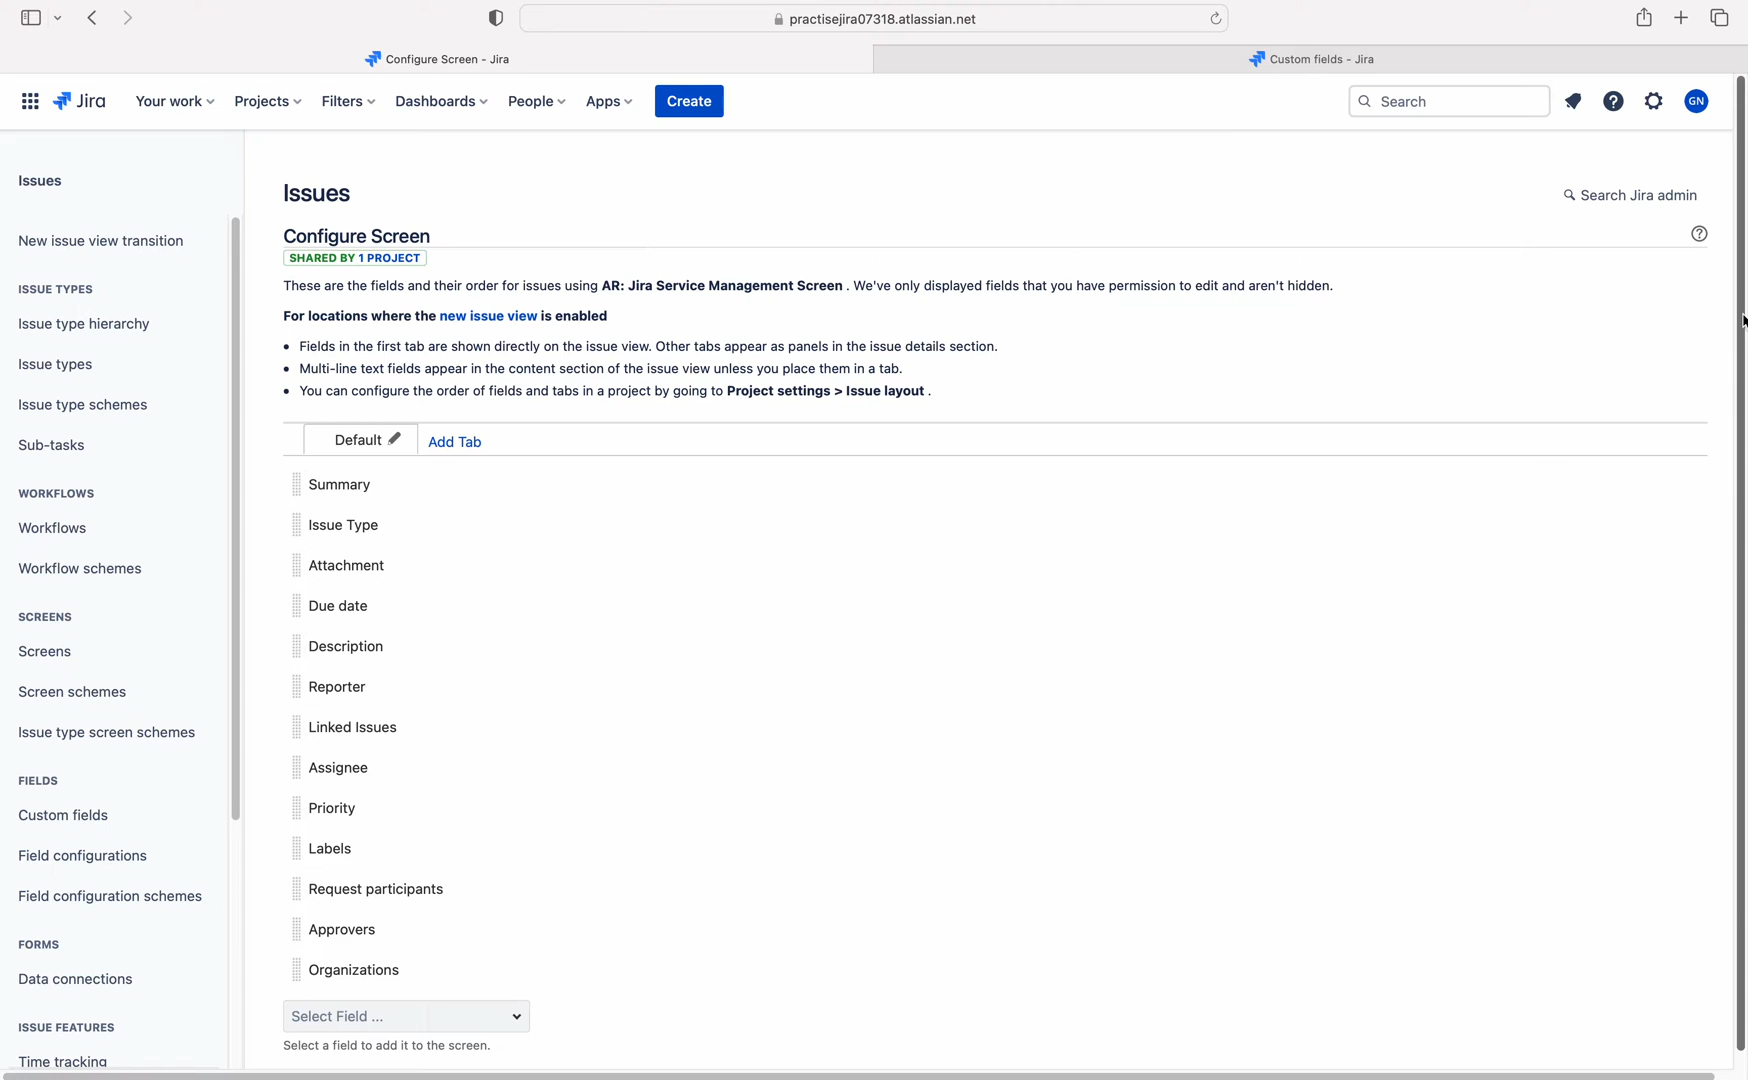 practisejira07318.atlassian.net
Configure Screen - Jira
Custom fields - Jira
Jira
Your work
Projects
Filters
Dashboards
People
Apps
Create
Search
GN
Issues
New issue view transition
ISSUE TYPES
Issue type hierarchy
Issue types
Issue type schemes
Sub-tasks
WORKFLOWS
Workflows
Workflow schemes
SCREENS
Screens
Screen schemes
Issue type screen schemes
FIELDS
Custom fields
Field configurations
Field configuration schemes
FORMS
Data connections
ISSUE FEATURES
Time tracking
Issues
Search Jira admin
Configure Screen
SHARED BY 1 PROJECT
These are the fields and their order for issues using AR: Jira Service Management Screen . We've only displayed fields that you have permission to edit and aren't hidden.
For locations where the new issue view is enabled
• Fields in the first tab are shown directly on the issue view. Other tabs appear as panels in the issue details section.
• Multi-line text fields appear in the content section of the issue view unless you place them in a tab.
• You can configure the order of fields and tabs in a project by going to Project settings > Issue layout .
Default
Add Tab
Summary
Issue Type
Attachment
Due date
Description
Reporter
Linked Issues
Assignee
Priority
Labels
Request participants
Approvers
Organizations
Select Field ...
Select a field to add it to the screen.